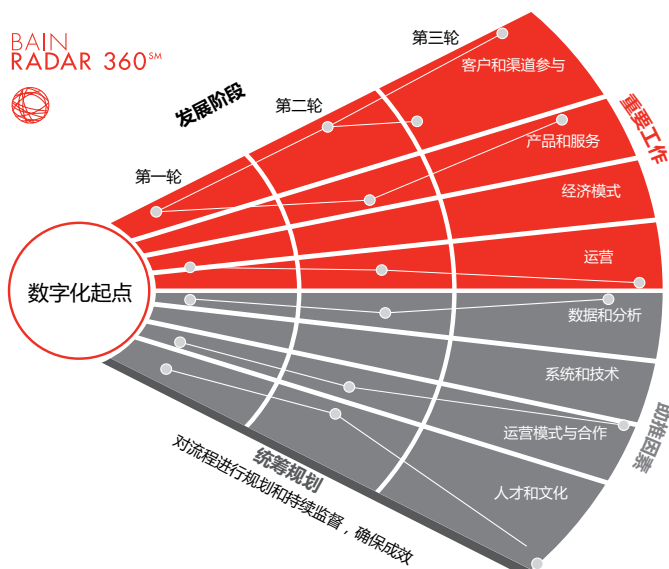 BAIN
RADAR 360℠
发展阶段
第一轮
第二轮
第三轮
客户和渠道参与
产品和服务
经济模式
运营
重要工作
数字化起点
数据和分析
系统和技术
运营模式与合作
人才和文化
助推因素
统筹规划
对流程进行规划和持续监督，确保成效